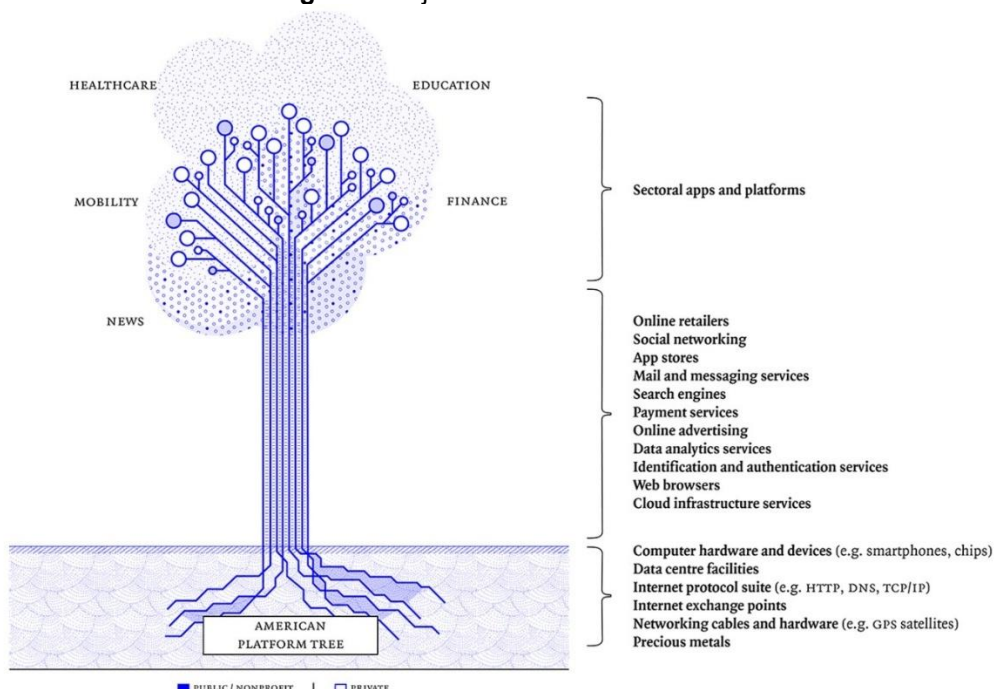 HEALTHCARE
EDUCATION
MOBILITY
FINANCE
NEWS
Sectoral apps and platforms
Online retailers
Social networking
App stores
Mail and messaging services
Search engines
Payment services
Online advertising
Data analytics services
Identification and authentication services
Web browsers
Cloud infrastructure services
Computer hardware and devices (e.g. smartphones, chips)
Data centre facilities
Internet protocol suite (e.g. HTTP, DNS, TCP/IP)
Internet exchange points
Networking cables and hardware (e.g. GPS satellites)
Precious metals
AMERICAN
PLATFORM TREE
PUBLIC / NONPROFIT | PRIVATE